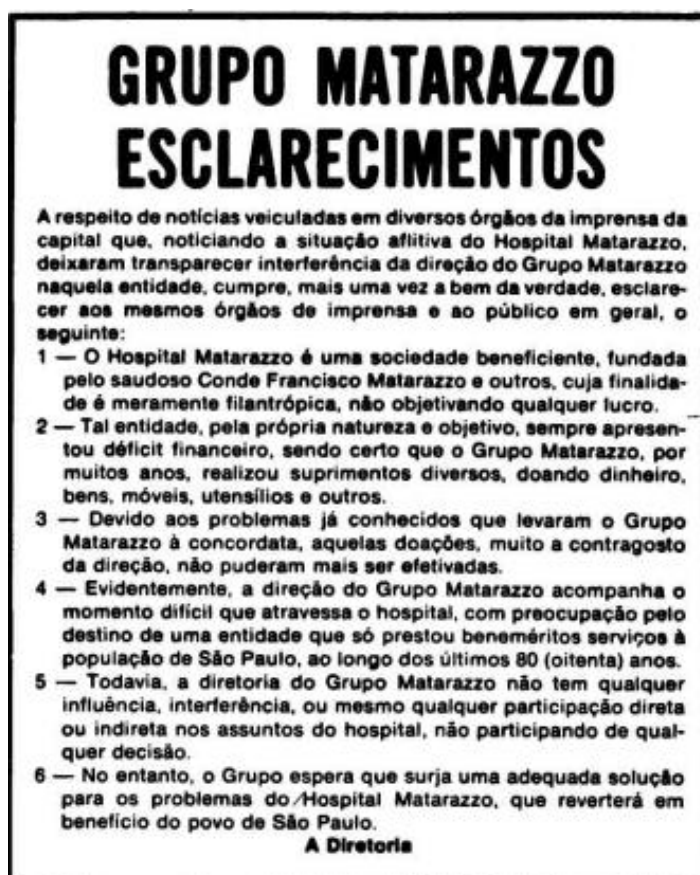 GRUPO MATARAZZO
ESCLARECIMENTOS
A respeito de notícias veiculadas em diversos órgãos da imprensa da
capital que, noticiando a situação aflitiva do Hospital Matarazzo,
deixaram transparecer interferência da direção do Grupo Matarazzo
naquela entidade, cumpre, mais uma vez a bem da verdade, esclare-
cer aos mesmos órgãos de imprensa e ao público em geral, o
seguinte:
1 — O Hospital Matarazzo é uma sociedade beneficiente, fundada
pelo saudoso Conde Francisco Matarazzo e outros, cuja finalida-
de é meramente filantrópica, não objetivando qualquer lucro.
2 — Tal entidade, pela própria natureza e objetivo, sempre apresen-
tou déficit financeiro, sendo certo que o Grupo Matarazzo, por
muitos anos, realizou suprimentos diversos, doando dinheiro,
bens, móveis, utensílios e outros.
3 — Devido aos problemas já conhecidos que levaram o Grupo
Matarazzo à concordata, aquelas doações, muito a contragosto
da direção, não puderam mais ser efetivadas.
4 — Evidentemente, a direção do Grupo Matarazzo acompanha o
momento difícil que atravessa o hospital, com preocupação pelo
destino de uma entidade que só prestou beneméritos serviços à
população de São Paulo, ao longo dos últimos 80 (oitenta) anos.
5 — Todavia, a diretoria do Grupo Matarazzo não tem qualquer
influência, interferência, ou mesmo qualquer participação direta
ou indireta nos assuntos do hospital, não participando de qual-
quer decisão.
6 — No entanto, o Grupo espera que surja uma adequada solução
para os problemas do Hospital Matarazzo, que reverterá em
benefício do povo de São Paulo.
A Diretoria